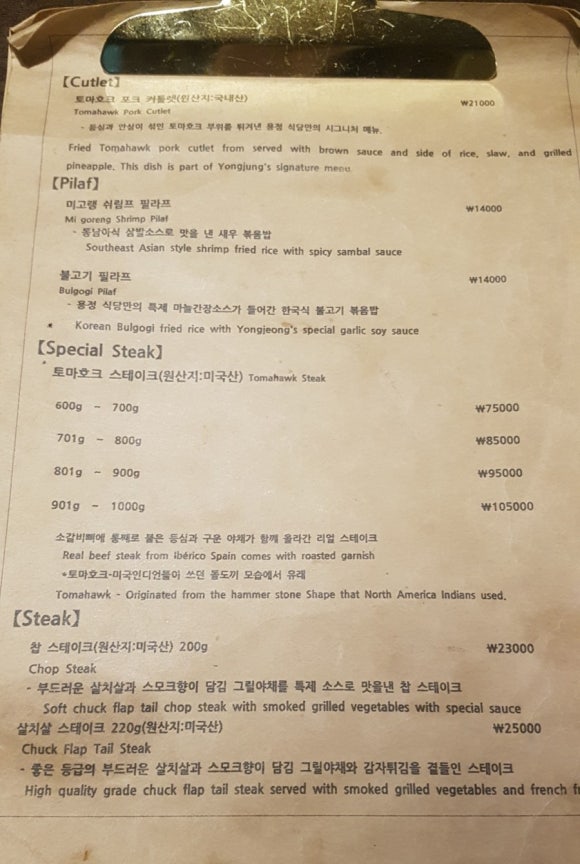 【Cutlet】
토마호크 포크 커틀렛(원산지:국내산) ₩21000
Tomahawk Pork Cutlet
- 등심과 안심이 섞인 토마호크 부위를 튀겨낸 용정 식당만의 시그니처 메뉴.
Fried Tomahawk pork cutlet from served with brown sauce and side of rice, slaw, and grilled
pineapple. This dish is part of Yongjung's signature menu
【Pilaf】
미고랭 쉬림프 필라프 ₩14000
Mi goreng Shrimp Pilaf
- 동남아식 삼발소스로 맛을 낸 새우 볶음밥
Southeast Asian style shrimp fried rice with spicy sambal sauce
불고기 필라프 ₩14000
Bulgogi Pilaf
- 용정 식당만의 특제 마늘간장소스가 들어간 한국식 불고기 볶음밥
Korean Bulgogi fried rice with Yongjeong's special garlic soy sauce
【Special Steak】
토마호크 스테이크(원산지:미국산) Tomahawk Steak
600g ~ 700g ₩75000
701g ~ 800g ₩85000
801g ~ 900g ₩95000
901g ~ 1000g ₩105000
소갈비뼈에 통째로 붙은 등심과 구운 야채가 함께 올라간 리얼 스테이크
Real beef steak from Ibérico Spain comes with roasted garnish
*토마호크-미국인디언들이 쓰던 돌도끼 모습에서 유래
Tomahawk - Originated from the hammer stone Shape that North America Indians used.
【Steak】
찹 스테이크(원산지:미국산) 200g ₩23000
Chop Steak
- 부드러운 살치살과 스모크향이 담김 그릴야채를 특제 소스로 맛을낸 찹 스테이크
Soft chuck flap tail chop steak with smoked grilled vegetables with special sauce
살치살 스테이크 220g(원산지:미국산) ₩25000
Chuck Flap Tail Steak
- 좋은 등급의 부드러운 살치살과 스모크향이 담김 그릴야채와 감자튀김을 곁들인 스테이크
High quality grade chuck flap tail steak served with smoked grilled vegetables and french fr